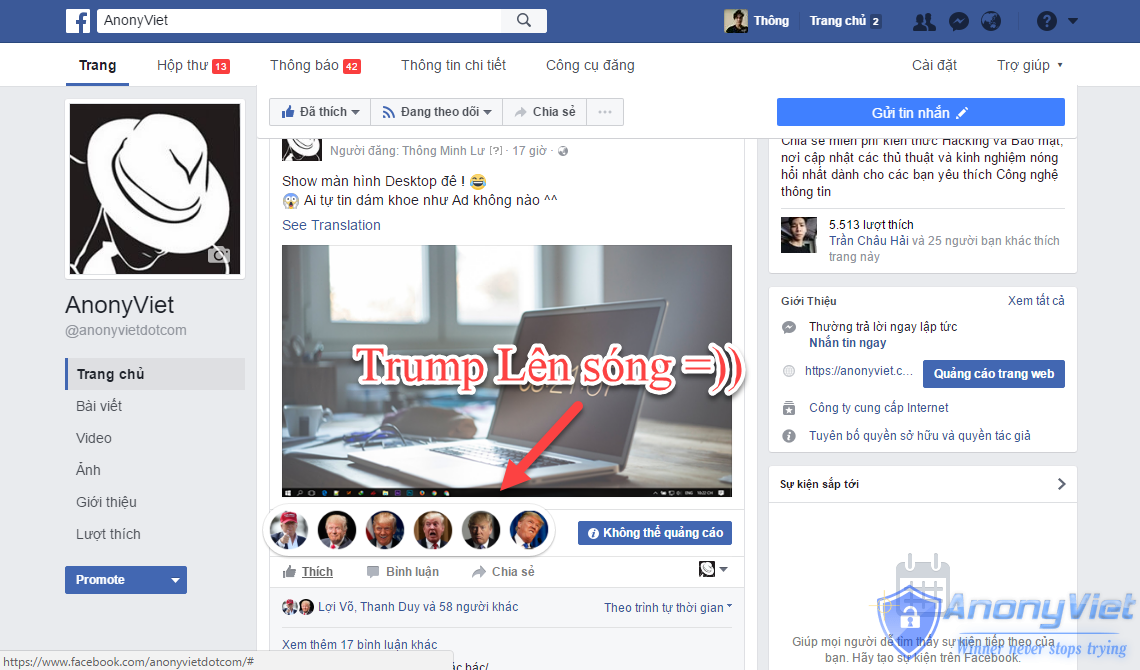 AnonyViet
Thông
Trang chủ 2
Trang
Hộp thư 13
Thông báo 42
Thông tin chi tiết
Công cụ đăng
Cài đặt
Trợ giúp
Đã thích
Đang theo dõi
Chia sẻ
Gửi tin nhắn
AnonyViet
@anonyvietdotcom
Trang chủ
Bài viết
Video
Ảnh
Giới thiệu
Lượt thích
Promote
Người đăng: Thông Minh Lư [?] · 17 giờ ·
Show màn hình Desktop đê !
Ai tự tin dám khoe như Ad không nào ^^
See Translation
Trump Lên sóng =))
Không thể quảng cáo
Thích
Bình luận
Chia sẻ
Lợi Võ, Thanh Duy và 58 người khác
Theo trình tự thời gian
Xem thêm 17 bình luận khác
Chia sẻ miễn phí kiến thức Hacking và Bảo mật,
nơi cập nhật các thủ thuật và kinh nghiệm nóng
hổi nhất dành cho các bạn yêu thích Công nghệ
thông tin
5.513 lượt thích
Trần Châu Hải và 25 người bạn khác thích
trang này
Giới Thiệu
Xem tất cả
Thường trả lời ngay lập tức
Nhắn tin ngay
https://anonyviet.c...
Quảng cáo trang web
Công ty cung cấp Internet
Tuyên bố quyền sở hữu và quyền tác giả
Sự kiện sắp tới
Giúp mọi người dễ tìm thấy sự kiện tiếp theo của
bạn. Hãy tạo sự kiện trên Facebook.
AnonyViet
Winner never stops trying
https://www.facebook.com/anonyvietdotcom/#